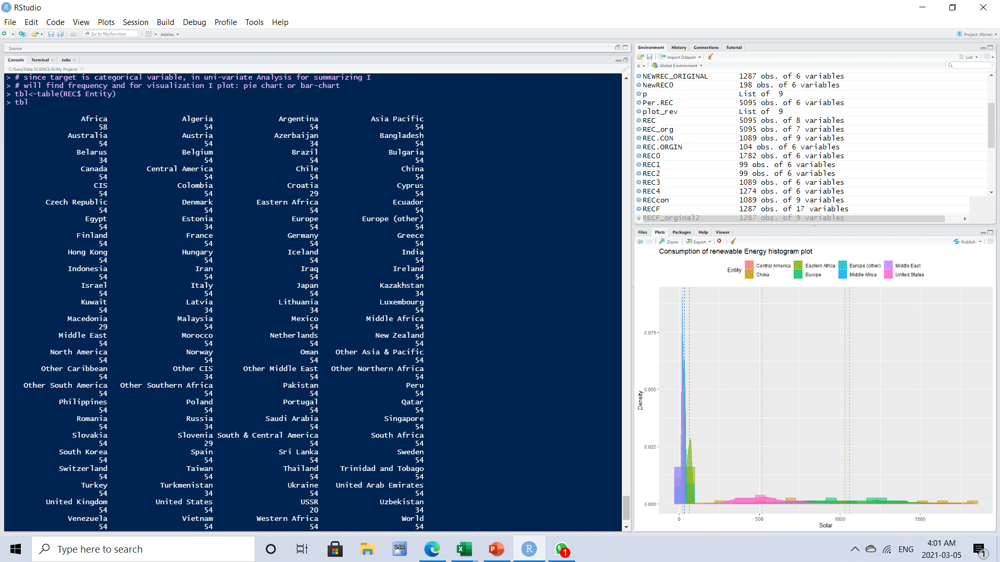 RStudio
File Edit Code View Plots Session Build Debug Profile Tools Help
Go to file/function Addins Project: (None)
Source
Console Terminal Jobs
C:/Sara/Data SCIENCE/R/My Project/
> # since target is categorical variable, in uni-variate Analysis for summarizing I
> # will find frequency and for visualization I plot: pie chart or bar-chart
> tbl<-table(REC$ Entity)
> tbl
Africa Algeria Argentina Asia Pacific
58 54 54 54
Australia Austria Azerbaijan Bangladesh
54 54 34 54
Belarus Belgium Brazil Bulgaria
34 54 54 54
Canada Central America Chile China
54 54 54 54
CIS Colombia Croatia Cyprus
54 54 29 54
Czech Republic Denmark Eastern Africa Ecuador
54 54 54 54
Egypt Estonia Europe Europe (other)
54 34 54 54
Finland France Germany Greece
54 54 54 54
Hong Kong Hungary Iceland India
54 54 54 54
Indonesia Iran Iraq Ireland
54 54 54 54
Israel Italy Japan Kazakhstan
54 54 54 34
Kuwait Latvia Lithuania Luxembourg
54 34 34 54
Macedonia Malaysia Mexico Middle Africa
29 54 54 54
Middle East Morocco Netherlands New Zealand
54 54 54 54
North America Norway Oman Other Asia & Pacific
54 54 54 54
Other Caribbean Other CIS Other Middle East Other Northern Africa
54 34 54 54
Other South America Other Southern Africa Pakistan Peru
54 54 54 54
Philippines Poland Portugal Qatar
54 54 54 54
Romania Russia Saudi Arabia Singapore
54 34 54 54
Slovakia Slovenia South & Central America South Africa
54 29 54 54
South Korea Spain Sri Lanka Sweden
54 54 54 54
Switzerland Taiwan Thailand Trinidad and Tobago
54 54 54 54
Turkey Turkmenistan Ukraine United Arab Emirates
54 34 54 54
United Kingdom United States USSR Uzbekistan
54 54 20 34
Venezuela Vietnam Western Africa World
54 54 54 54
Environment History Connections Tutorial
Import Dataset List
R Global Environment
NEWREC_ORIGINAL 1287 obs. of 6 variables
NewREC0 198 obs. of 6 variables
p List of 9
Per.REC 5095 obs. of 6 variables
plot_rev List of 9
REC 5095 obs. of 8 variables
REC_org 5095 obs. of 7 variables
REC.CON 1089 obs. of 9 variables
REC.ORGIN 104 obs. of 6 variables
REC0 1782 obs. of 6 variables
REC1 99 obs. of 6 variables
REC2 99 obs. of 6 variables
REC3 1089 obs. of 6 variables
REC4 1274 obs. of 6 variables
RECcon 1089 obs. of 9 variables
RECF 1287 obs. of 17 variables
RECF_orginal2 1287 obs. of 9 variables
Files Plots Packages Help Viewer
Zoom Export Publish
Consumption of renewable Energy histogram plot
Entity Central America Eastern Africa Europe (other) Middle East
China Europe Middle Africa United States
Density
0.075
0.050
0.025
0.000
0 500 1000 1500
Solar
Type here to search
sas
X
P
R
1
ENG
4:01 AM
2021-03-05
1